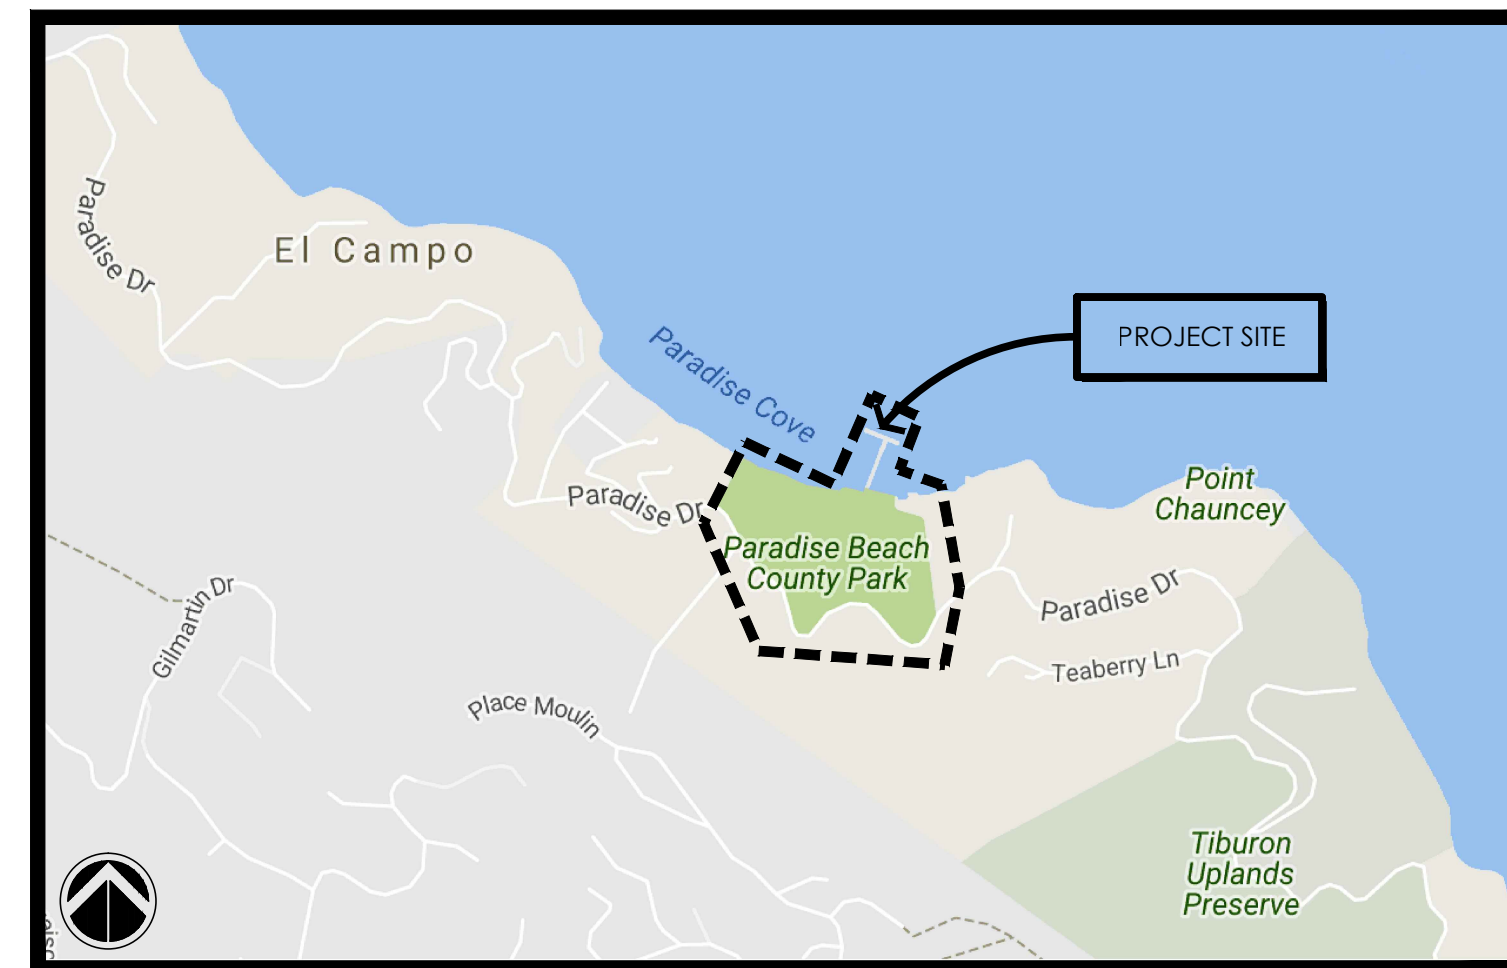 Paradise Dr
El Campo
Paradise Cove
PROJECT SITE
Point
Chauncey
Paradise Dr
Paradise Beach
County Park
Paradise Dr
Gilmartin Dr
Teaberry Ln
Place Moulin
Tiburon
Uplands
Preserve